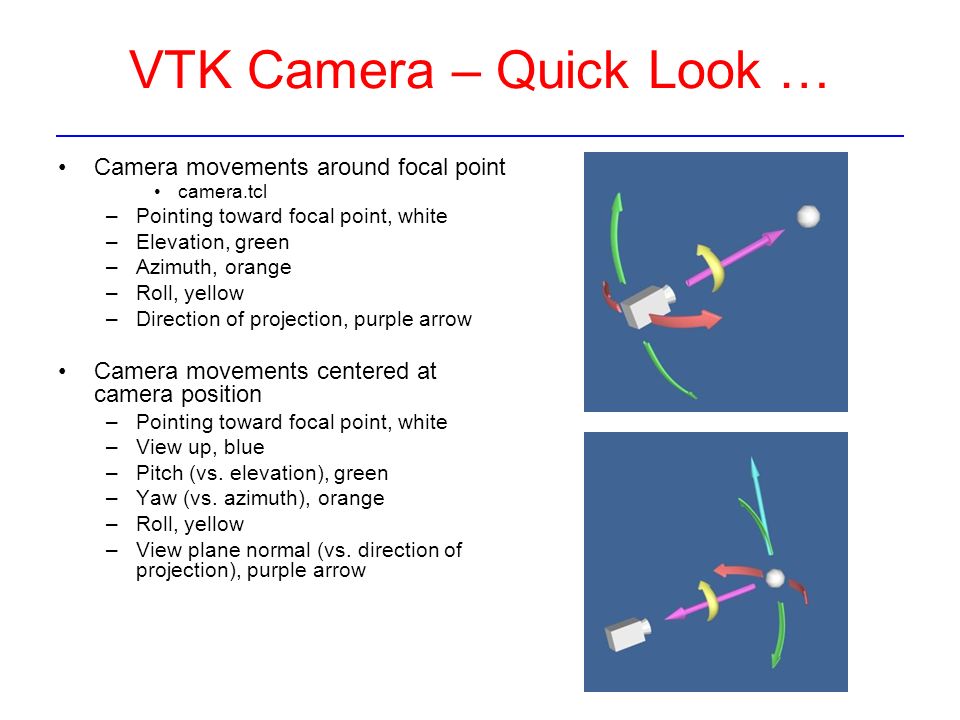 VTK Camera – Quick Look …
• Camera movements around focal point
• camera.tcl
– Pointing toward focal point, white
– Elevation, green
– Azimuth, orange
– Roll, yellow
– Direction of projection, purple arrow
• Camera movements centered at
camera position
– Pointing toward focal point, white
– View up, blue
– Pitch (vs. elevation), green
– Yaw (vs. azimuth), orange
– Roll, yellow
– View plane normal (vs. direction of
projection), purple arrow